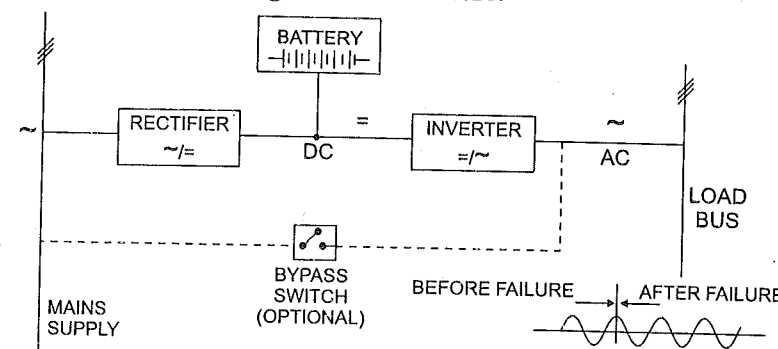 BATTERY
RECTIFIER
~/=
~
DC
=
INVERTER
=/~
~
AC
LOAD
BUS
BYPASS
SWITCH
(OPTIONAL)
MAINS
SUPPLY
BEFORE FAILURE
AFTER FAILURE